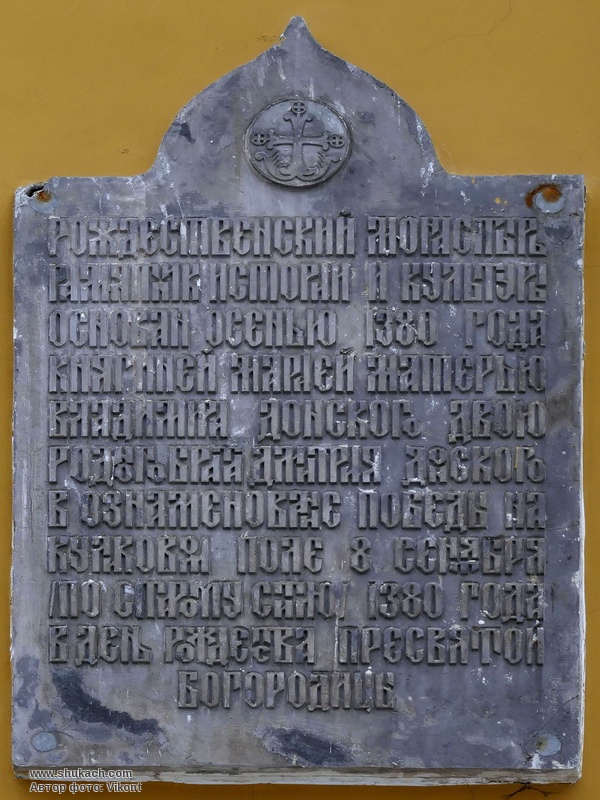 РОЖДЕСТВЕНСКИЙ МОНАСТЫРЬ
ПАМЯТНИК ИСТОРИИ И КУЛЬТУРЫ
ОСНОВАН ОСЕНЬЮ 1380 ГОДА
КНЯГИНЕЙ МАРИЕЙ МАТЕРЬЮ
ВЛАДИМИРА ДОНСКОГО ДВОЮ
РОДНОГО БРАТА ДМИТРИЯ ДОНСКОГО
В ОЗНАМЕНОВАНИЕ ПОБЕДЫ НА
КУЛИКОВОМ ПОЛЕ 8 СЕНТЯБРЯ
/ПО СТАРОМУ СТИЛЮ/ 1380 ГОДА
В ДЕНЬ РОЖДЕСТВА ПРЕСВЯТОЙ
БОГОРОДИЦЫ
www.shukach.com
Автор фото: Vikont